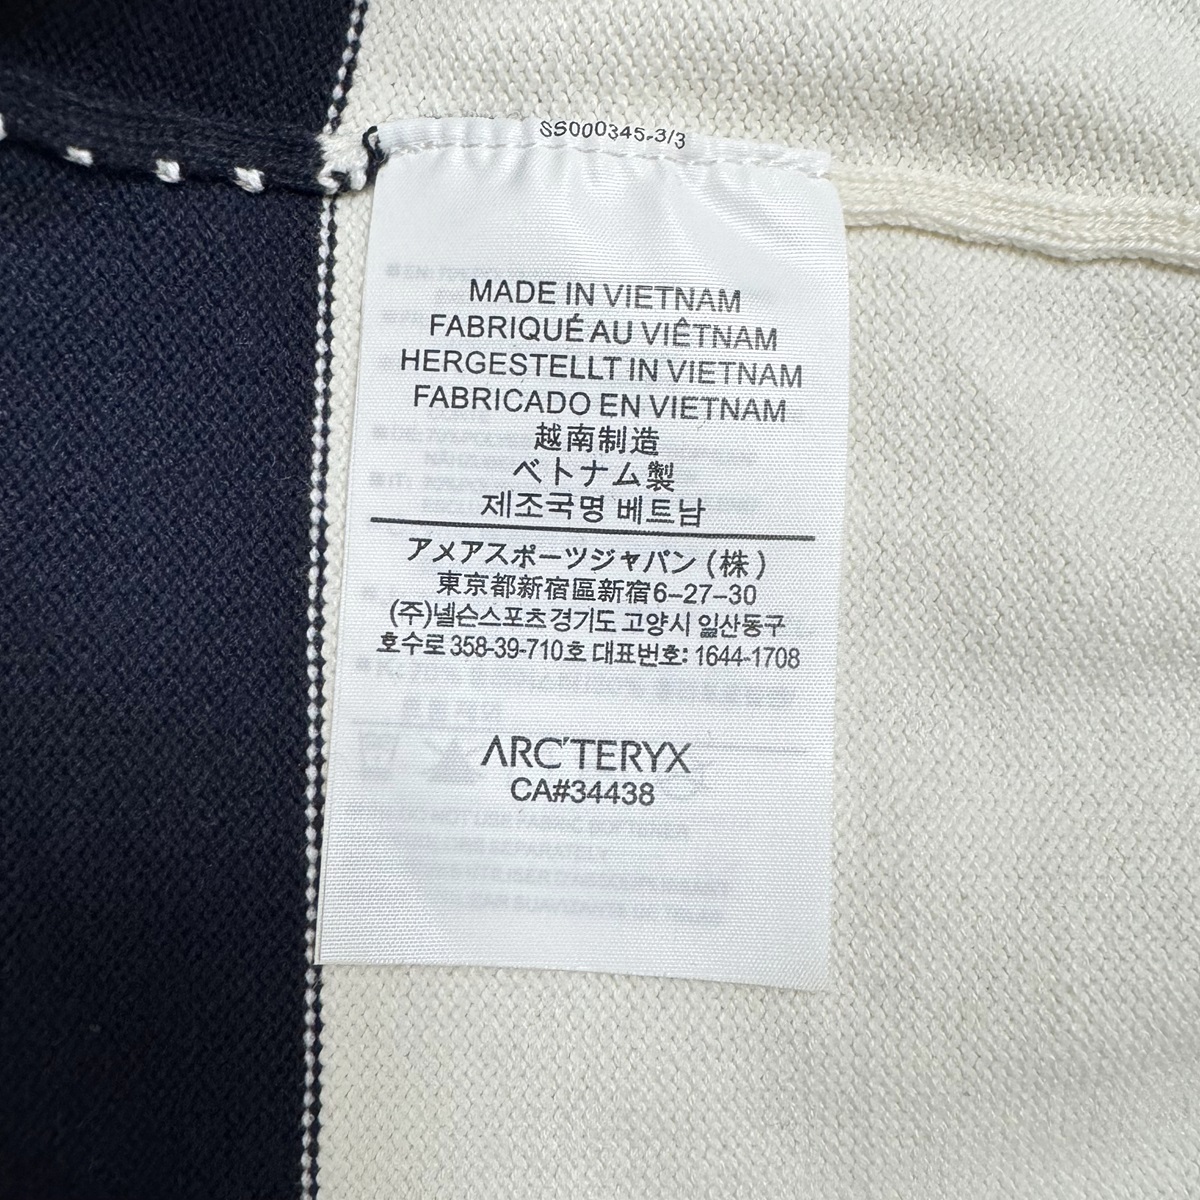 SS000345-3/3
MADE IN VIETNAM
FABRIQUÉ AU VIÊTNAM
HERGESTELLT IN VIETNAM
FABRICADO EN VIETNAM
越南制造
ベトナム製
제조국명 베트남
アメアスポーツジャパン (株)
東京都新宿區新宿6-27-30
(주)넬슨스포츠 경기도 고양시 일산동구
호수로 358-39-710호 대표번호: 1644-1708
ARC'TERYX
CA#34438